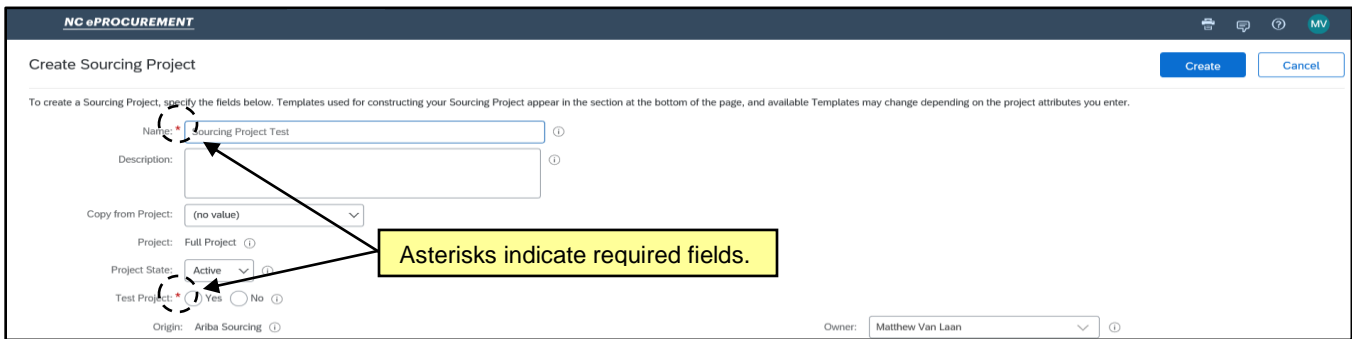 NC ePROCUREMENT
MV
Create Sourcing Project
Create
Cancel
To create a Sourcing Project, specify the fields below. Templates used for constructing your Sourcing Project appear in the section at the bottom of the page, and available Templates may change depending on the project attributes you enter.
Name: * Sourcing Project Test
Description:
Copy from Project: (no value)
Project: Full Project
Asterisks indicate required fields.
Project State: Active
Test Project: * Yes No
Origin: Ariba Sourcing
Owner: Matthew Van Laan